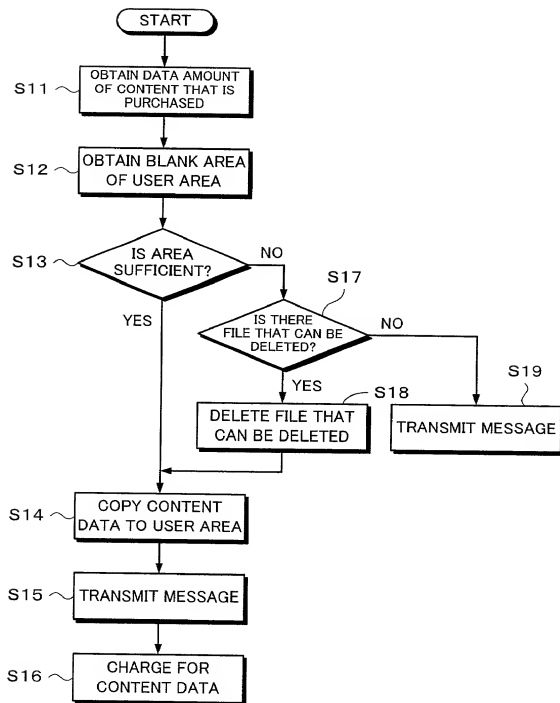 START
S11
OBTAIN DATA AMOUNT
OF CONTENT THAT IS
PURCHASED
S12
OBTAIN BLANK AREA
OF USER AREA
S13
IS AREA
SUFFICIENT?
NO
YES
S17
IS THERE
FILE THAT CAN BE
DELETED?
NO
YES
S18
DELETE FILE THAT
CAN BE DELETED
S19
TRANSMIT MESSAGE
S14
COPY CONTENT
DATA TO USER AREA
S15
TRANSMIT MESSAGE
S16
CHARGE FOR
CONTENT DATA